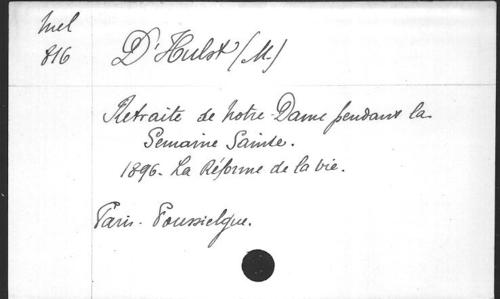 Mel
816
D'Hulst (M.)
Retraite de Notre-Dame pendant la
Semaine Sainte.
1896. La Réforme de la vie.
Paris. Poussielgue.